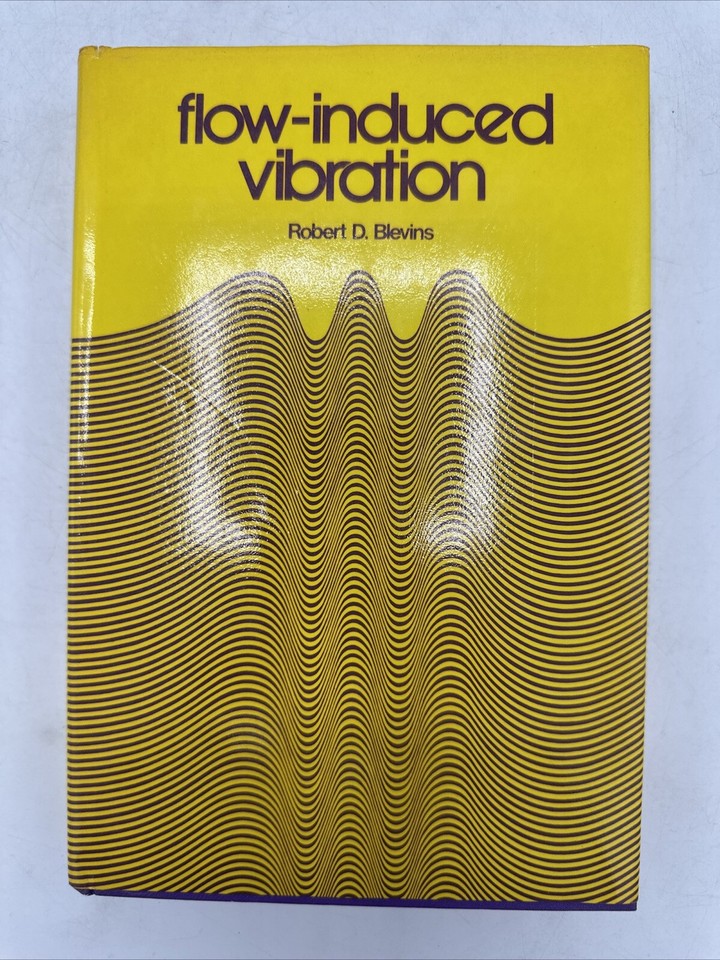 flow-induced
vibration
Robert D. Blevins